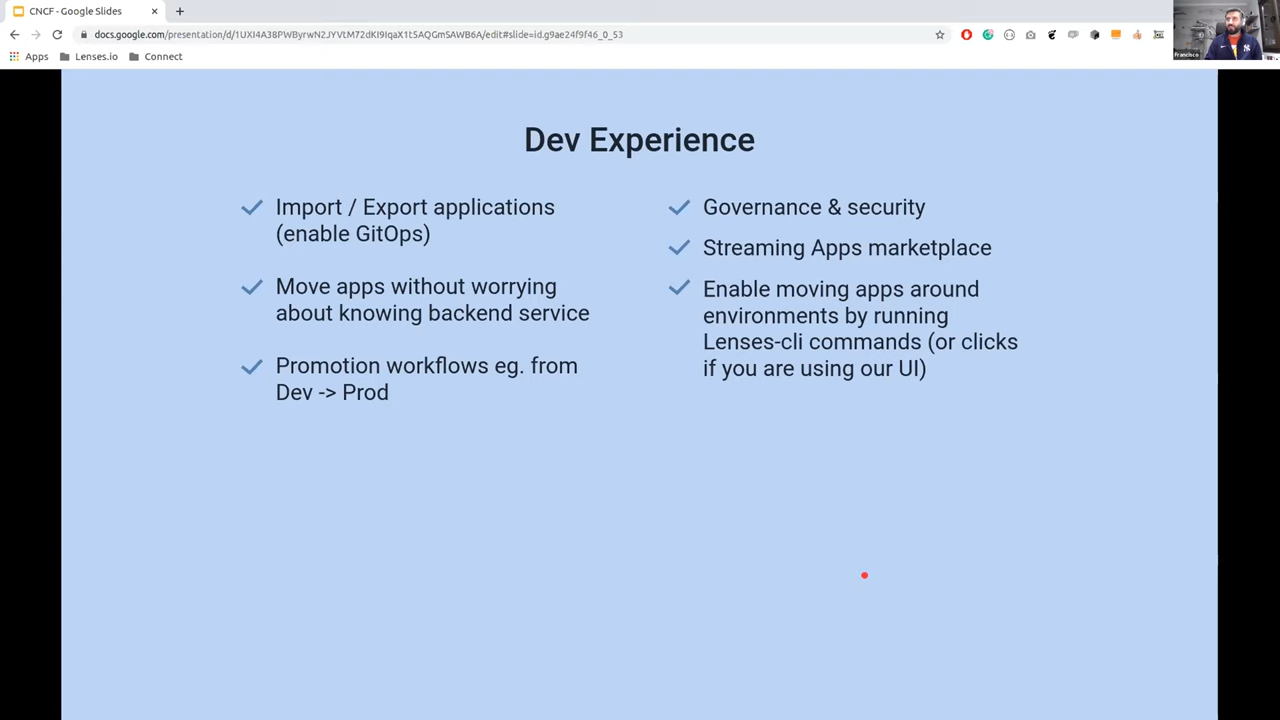 CNCF - Google Slides
docs.google.com/presentation/d/1UXI4A38PWByrwN2JYVtM72dKI9IqaX1tSAQGmSAWB6A/edit#slide=id.g9ae24f9f46_0_53
Apps
Lenses.io
Connect
Francisco
Dev Experience
Import / Export applications
(enable GitOps)
Move apps without worrying
about knowing backend service
Promotion workflows eg. from
Dev -> Prod
Governance & security
Streaming Apps marketplace
Enable moving apps around
environments by running
Lenses-cli commands (or clicks
if you are using our UI)